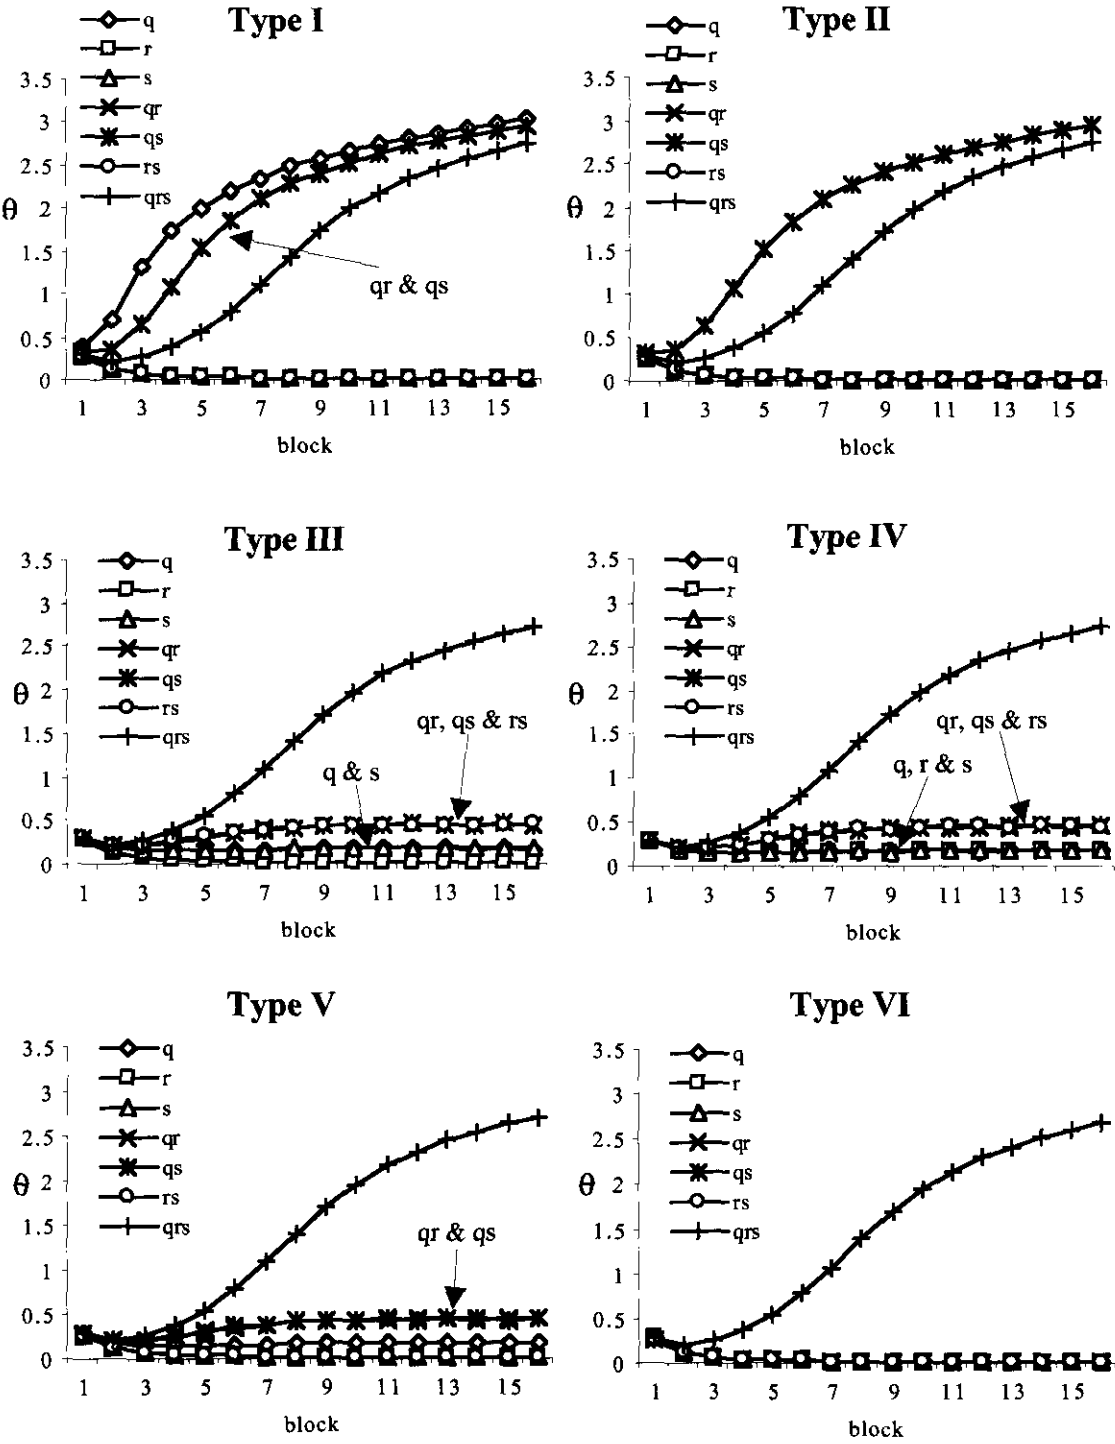 Type I
q
r
s
qr
qs
rs
qrs
3.5
3
2.5
2
1.5
1
0.5
0
θ
qr & qs
1 3 5 7 9 11 13 15
block
Type II
q
r
s
qr
qs
rs
qrs
3.5
3
2.5
2
1.5
1
0.5
0
θ
1 3 5 7 9 11 13 15
block
Type III
q
r
s
qr
qs
rs
qrs
3.5
3
2.5
2
1.5
1
0.5
0
θ
qr, qs & rs
q & s
1 3 5 7 9 11 13 15
block
Type IV
q
r
s
qr
qs
rs
qrs
3.5
3
2.5
2
1.5
1
0.5
0
θ
qr, qs & rs
q, r & s
1 3 5 7 9 11 13 15
block
Type V
q
r
s
qr
qs
rs
qrs
3.5
3
2.5
2
1.5
1
0.5
0
θ
qr & qs
1 3 5 7 9 11 13 15
block
Type VI
q
r
s
qr
qs
rs
qrs
3.5
3
2.5
2
1.5
1
0.5
0
θ
1 3 5 7 9 11 13 15
block